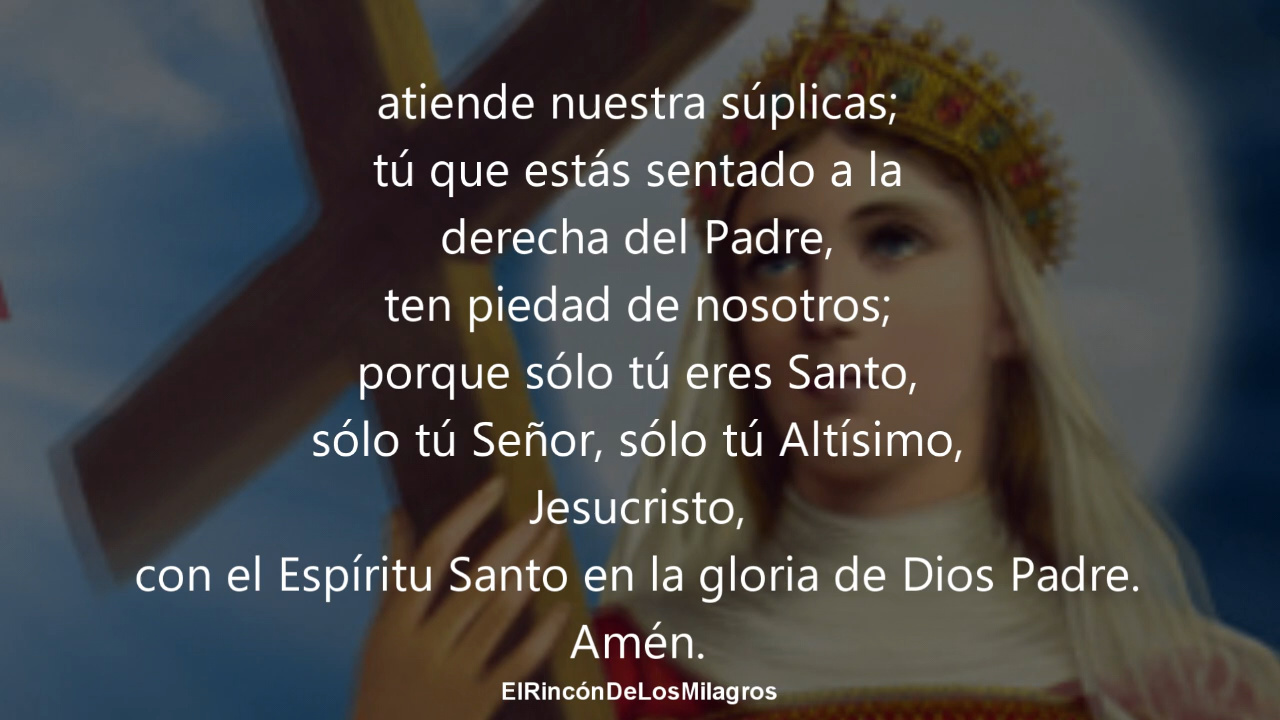 atiende nuestra súplicas;
tú que estás sentado a la
derecha del Padre,
ten piedad de nosotros;
porque sólo tú eres Santo,
sólo tú Señor, sólo tú Altísimo,
Jesucristo,
con el Espíritu Santo en la gloria de Dios Padre.
Amén.
ElRincónDeLosMilagros